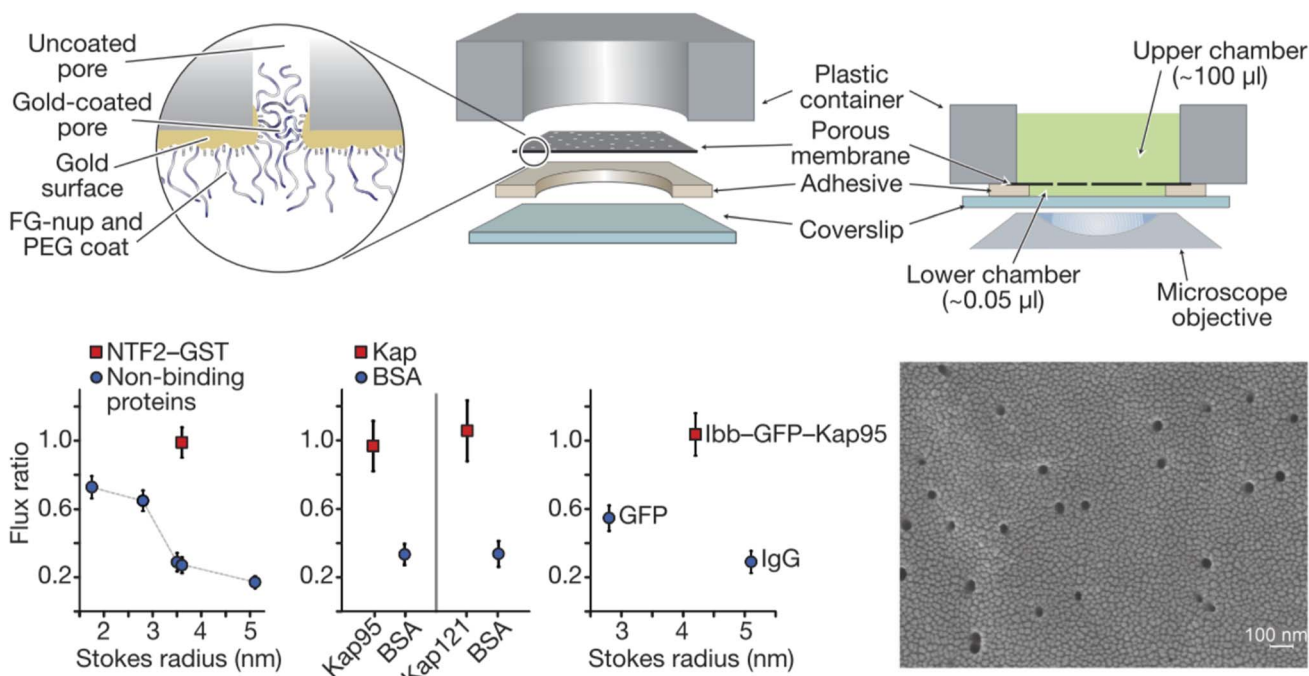 Uncoated
pore
Gold-coated
pore
Gold
surface
FG-nup and
PEG coat
Plastic
container
Porous
membrane
Adhesive
Coverslip
Upper chamber
(~100 µl)
Lower chamber
(~0.05 µl)
Microscope
objective
NTF2–GST
Non-binding
proteins
Flux ratio
1.0
0.6
0.2
2 3 4 5
Stokes radius (nm)
Kap
BSA
1.0
0.6
0.2
Kap95
BSA
Kap121
BSA
1.0
0.6
0.2
Ibb–GFP–Kap95
GFP
IgG
3 4 5
Stokes radius (nm)
100 nm